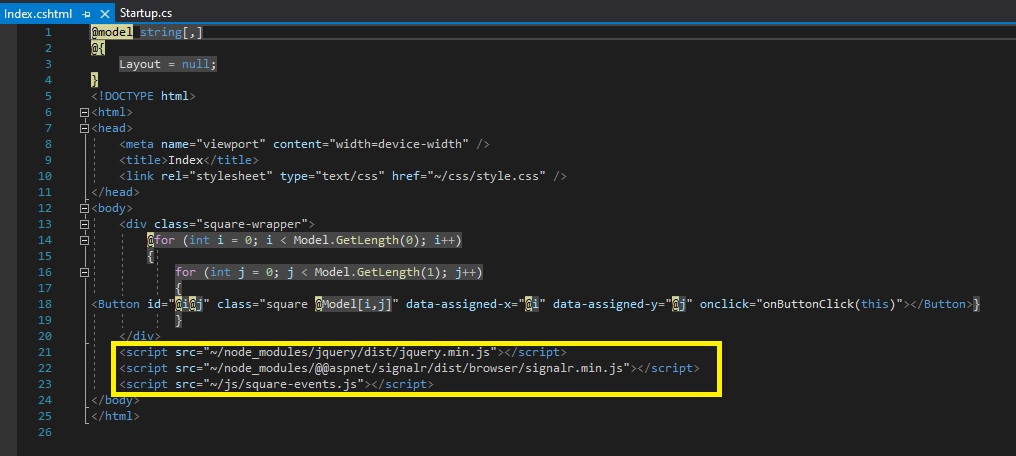 Index.cshtml Startup.cs
1 @model string[,]
2 @{
3 Layout = null;
4 }
5 <!DOCTYPE html>
6 <html>
7 <head>
8 <meta name="viewport" content="width=device-width" />
9 <title>Index</title>
10 <link rel="stylesheet" type="text/css" href="~/css/style.css" />
11 </head>
12 <body>
13 <div class="square-wrapper">
14 @for (int i = 0; i < Model.GetLength(0); i++)
15 {
16 for (int j = 0; j < Model.GetLength(1); j++)
17 {
18 <Button id="@i@j" class="square @Model[i,j]" data-assigned-x="@i" data-assigned-y="@j" onclick="onButtonClick(this)"></Button>}
19 }
20 </div>
21 <script src="~/node_modules/jquery/dist/jquery.min.js"></script>
22 <script src="~/node_modules/@@aspnet/signalr/dist/browser/signalr.min.js"></script>
23 <script src="~/js/square-events.js"></script>
24 </body>
25 </html>
26